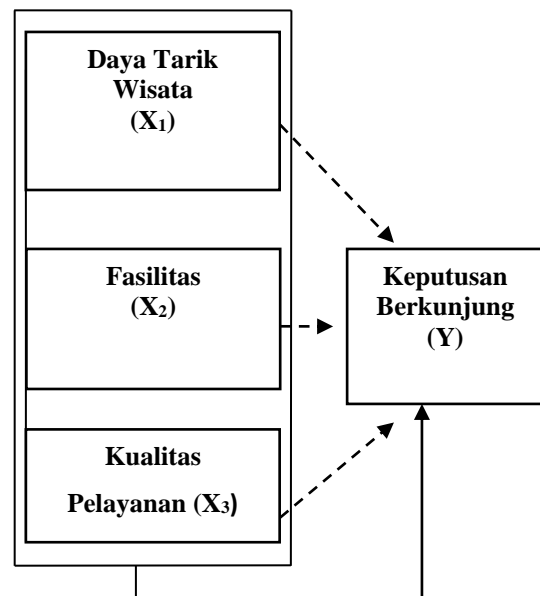 Daya Tarik
Wisata
(X₁)
Fasilitas
(X₂)
Keputusan
Berkunjung
(Y)
Kualitas
Pelayanan (X₃)